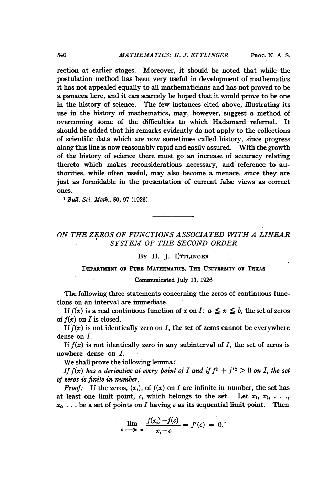 540 MATHEMATICS: H. J. ETTLINGER PROC. N. A. S.
rection at earlier stages. Moreover, it should be noted that while the
postulation method has been very useful in development of mathematics
it has not appealed equally to all mathematicians and has not proved to be
a panacea here, and it can scarcely be hoped that it would prove to be one
in the history of science. The few instances cited above, illustrating its
use in the history of mathematics, may, however, suggest a method of
overcoming some of the difficulties to which Hadamard referred. It
should be added that his remarks evidently do not apply to the collections
of scientific data which are now sometimes called history, since progress
along this line is now reasonably rapid and easily assured. With the growth
of the history of science there must go an increase of accuracy relating
thereto which makes reconsiderations necessary, and reference to au-
thorities, while often useful, may also become a menace, since they are
just as formidable in the presentation of current false views as correct
ones.
¹ Bull. Sci. Math., 50, 97 (1926).
ON THE ZEROS OF FUNCTIONS ASSOCIATED WITH A LINEAR
SYSTEM OF THE SECOND ORDER
BY H. J. ETTLINGER
DEPARTMENT OF PURE MATHEMATICS, THE UNIVERSITY OF TEXAS
Communicated July 11, 1926
The following three statements concerning the zeros of continuous func-
tions on an interval are immediate.
If f(x) is a real continuous function of x on I: a ≦ x ≦ b, the set of zeros
of f(x) on I is closed.
If f(x) is not identically zero on I, the set of zeros cannot be everywhere
dense on I.
If f(x) is not identically zero in any subinterval of I, the set of zeros is
nowhere dense on I.
We shall prove the following lemma:
If f(x) has a derivative at every point of I and if f² + f'² > 0 on I, the set
of zeros is finite in number.
Proof: If the zeros, (x₁), of f(x) on I are infinite in number, the set has
at least one limit point, c, which belongs to the set. Let x₁, x₂, . . .,
xₙ, . . . be a set of points on I having c as its sequential limit point. Then
lim f(xₙ)−f(c) / xₙ−c = f'(c) = 0.